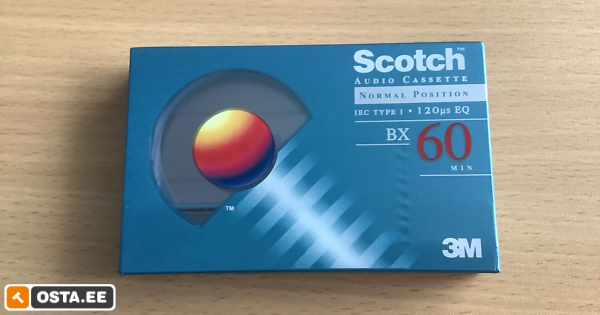 Scotch™
AUDIO CASSETTE
NORMAL POSITION
IEC TYPE I • 120µs EQ
BX 60
MIN
TM
3M
OSTA.EE